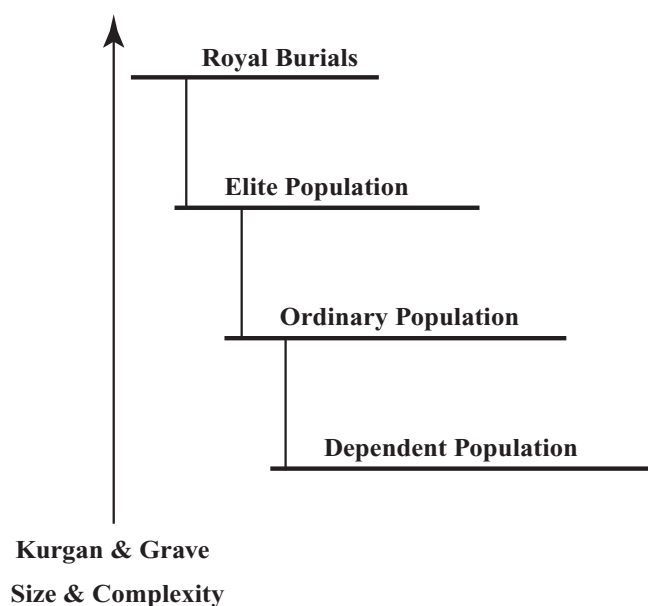 Royal Burials
Elite Population
Ordinary Population
Dependent Population
Kurgan & Grave
Size & Complexity